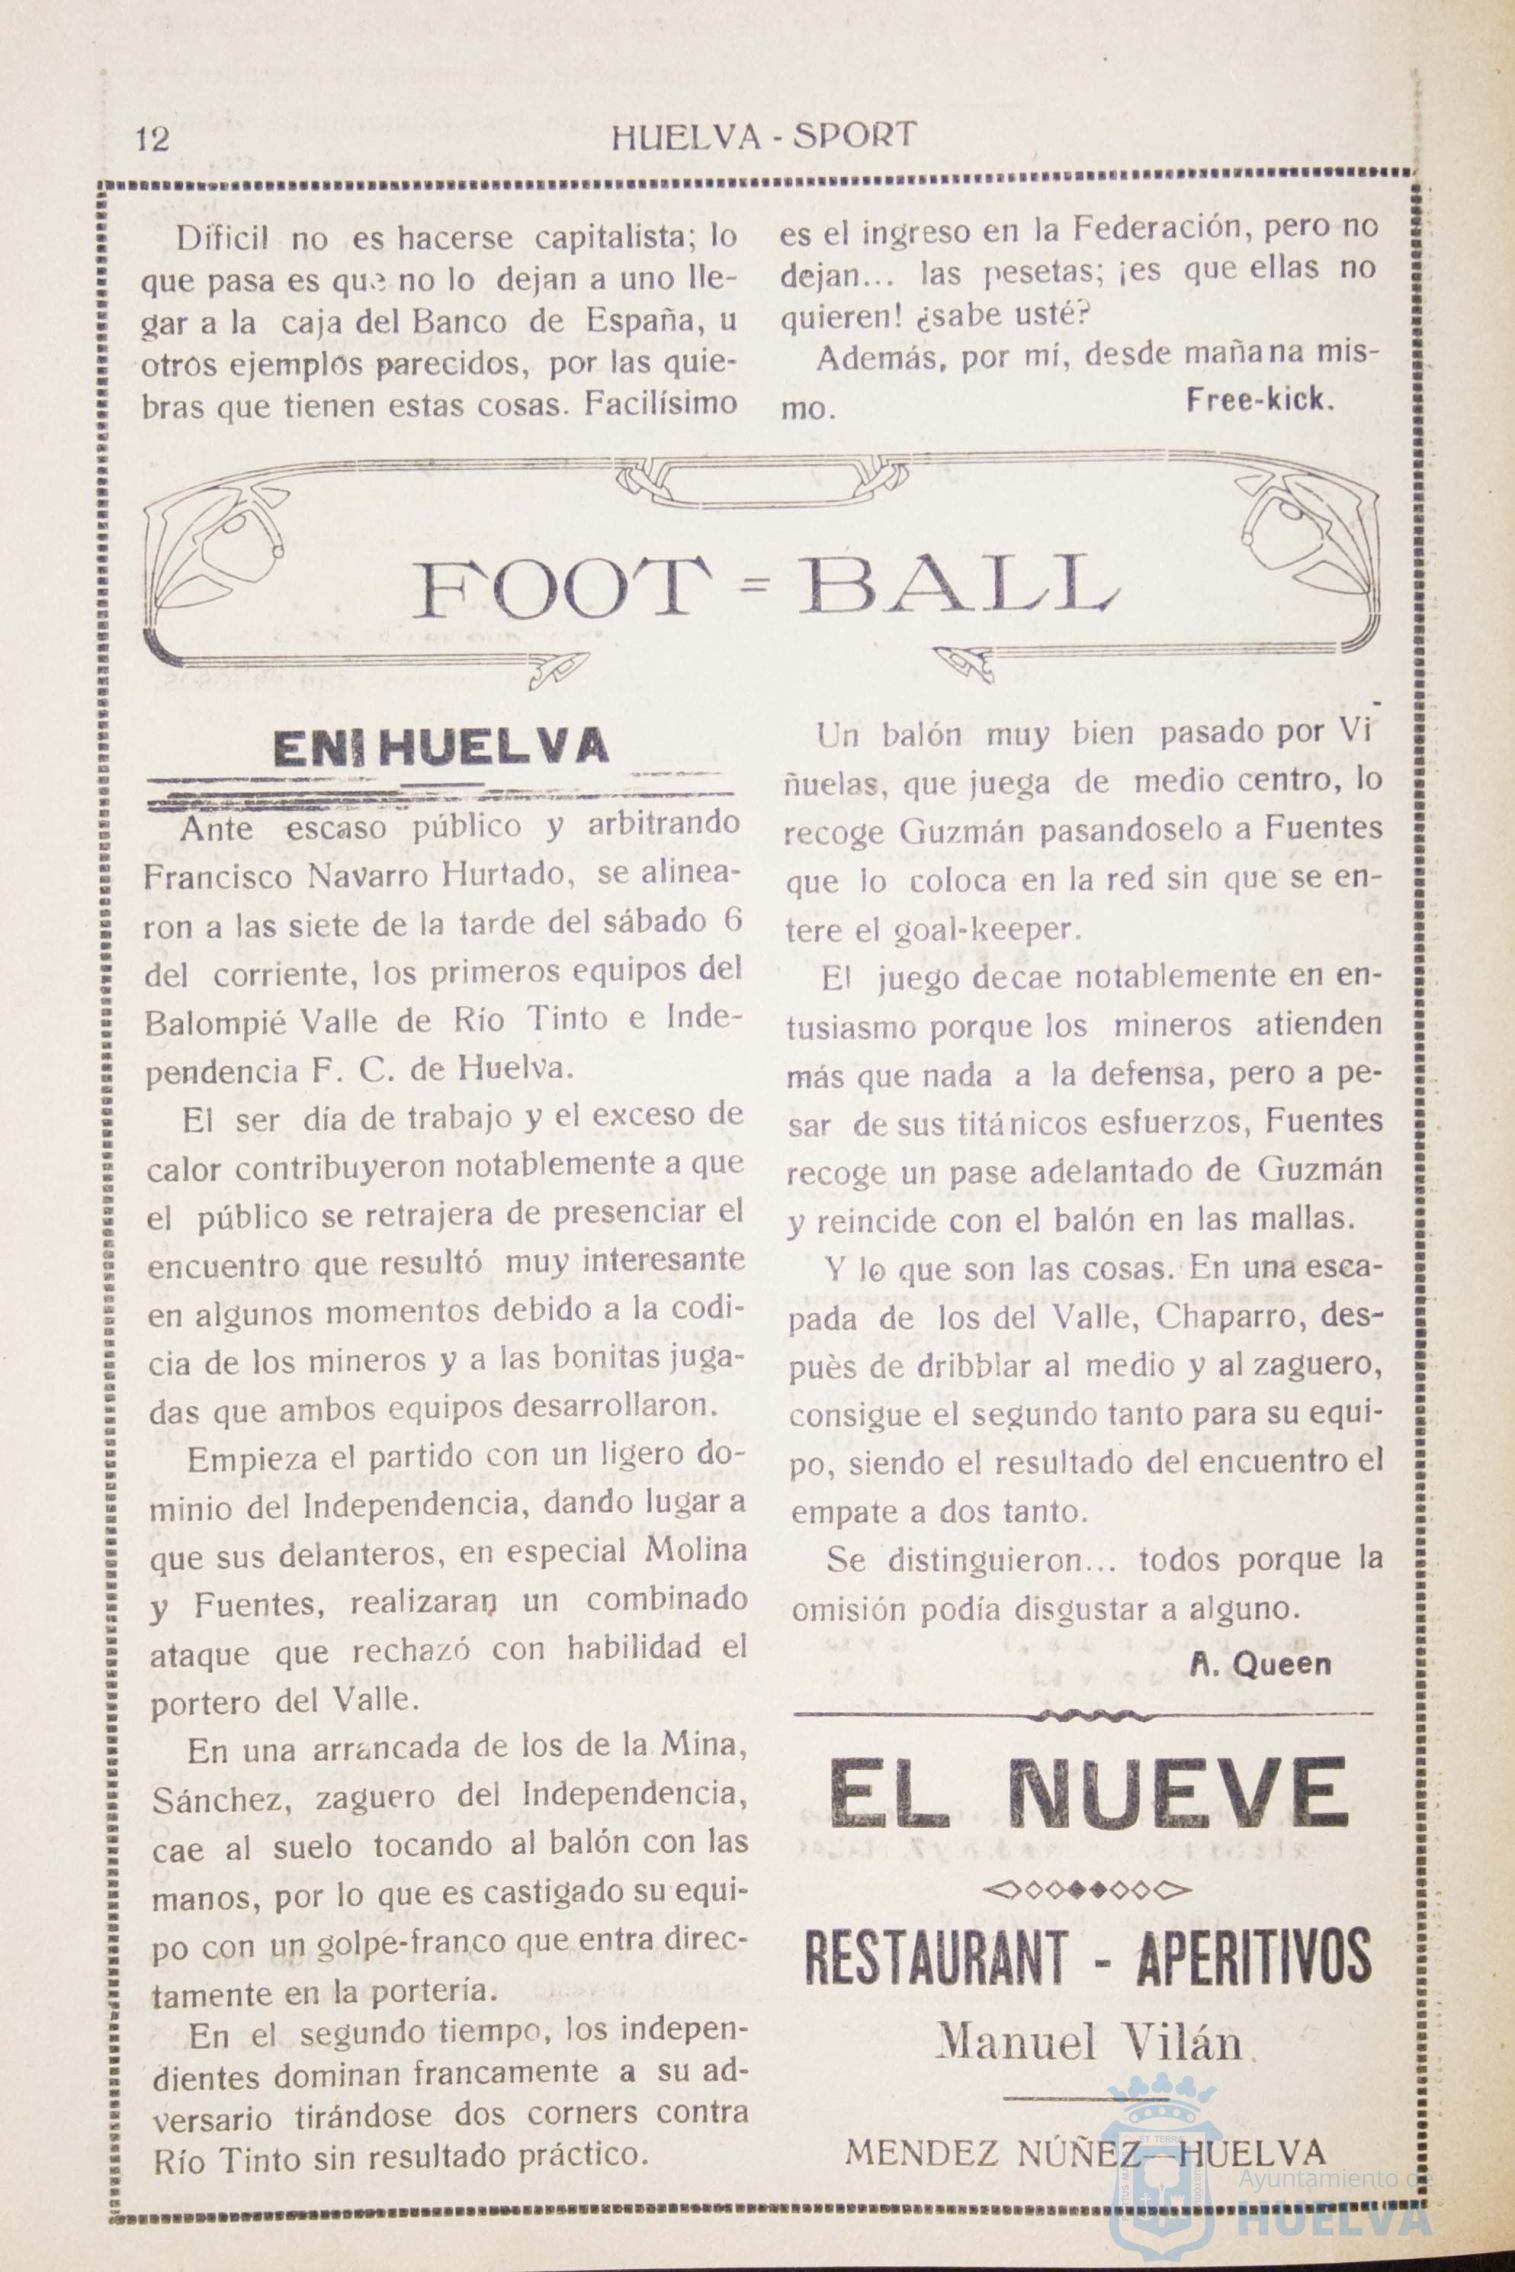 12
HUELVA - SPORT
Difícil no es hacerse capitalista; lo
que pasa es que no lo dejan a uno lle-
gar a la caja del Banco de España, u
otros ejemplos parecidos, por las quie-
bras que tienen estas cosas. Facilísimo
es el ingreso en la Federación, pero no
dejan... las pesetas; ¡es que ellas no
quieren! ¿sabe usté?
Además, por mí, desde mañana mis-
mo.
Free-kick.
FOOT = BALL
EN HUELVA
Ante escaso público y arbitrando
Francisco Navarro Hurtado, se alinea-
ron a las siete de la tarde del sábado 6
del corriente, los primeros equipos del
Balompié Valle de Río Tinto e Inde-
pendencia F. C. de Huelva.
El ser día de trabajo y el exceso de
calor contribuyeron notablemente a que
el público se retrajera de presenciar el
encuentro que resultó muy interesante
en algunos momentos debido a la codi-
cia de los mineros y a las bonitas juga-
das que ambos equipos desarrollaron.
Empieza el partido con un ligero do-
minio del Independencia, dando lugar a
que sus delanteros, en especial Molina
y Fuentes, realizaran un combinado
ataque que rechazó con habilidad el
portero del Valle.
En una arrancada de los de la Mina,
Sánchez, zaguero del Independencia,
cae al suelo tocando al balón con las
manos, por lo que es castigado su equi-
po con un golpe-franco que entra direc-
tamente en la portería.
En el segundo tiempo, los indepen-
dientes dominan francamente a su ad-
versario tirándose dos corners contra
Río Tinto sin resultado práctico.
Un balón muy bien pasado por Vi-
ñuelas, que juega de medio centro, lo
recoge Guzmán pasandoselo a Fuentes
que lo coloca en la red sin que se en-
tere el goal-keeper.
El juego decae notablemente en en-
tusiasmo porque los mineros atienden
más que nada a la defensa, pero a pe-
sar de sus titánicos esfuerzos, Fuentes
recoge un pase adelantado de Guzmán
y reincide con el balón en las mallas.
Y lo que son las cosas. En una esca-
pada de los del Valle, Chaparro, des-
puès de dribblar al medio y al zaguero,
consigue el segundo tanto para su equi-
po, siendo el resultado del encuentro el
empate a dos tanto.
Se distinguieron... todos porque la
omisión podía disgustar a alguno.
A. Queen
EL NUEVE
RESTAURANT - APERITIVOS
Manuel Vilán.
MENDEZ NÚÑEZ—HUELVA
Ayuntamiento de
HUELVA